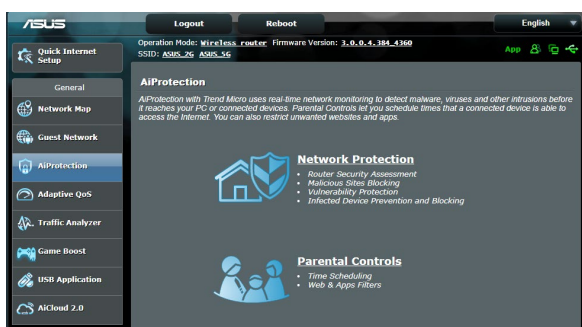 ASUS
Logout
Reboot
English
Quick Internet
Setup
Operation Mode: Wireless router Firmware Version: 3.0.0.4.384_4360
SSID: ASUS_2G ASUS_5G
App
General
Network Map
Guest Network
AiProtection
Adaptive QoS
Traffic Analyzer
Game Boost
USB Application
AiCloud 2.0
AiProtection
AiProtection with Trend Micro uses real-time network monitoring to detect malware, viruses and other intrusions before
it reaches your PC or connected devices. Parental Controls let you schedule times that a connected device is able to
access the Internet. You can also restrict unwanted websites and apps.
Network Protection
• Router Security Assessment
• Malicious Sites Blocking
• Vulnerability Protection
• Infected Device Prevention and Blocking
Parental Controls
• Time Scheduling
• Web & Apps Filters